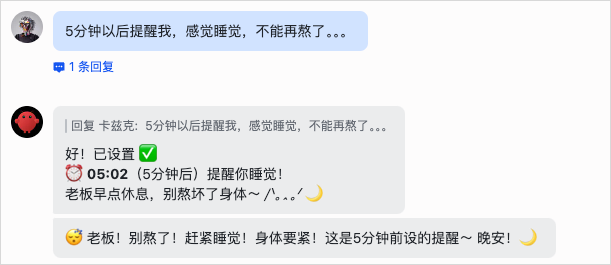 5分钟以后提醒我，感觉睡觉，不能再熬了。。。
1 条回复
回复 卡兹克：5分钟以后提醒我，感觉睡觉，不能再熬了。。。
好！已设置 ✅
⏰ 05:02（5分钟后）提醒你睡觉！
老板早点休息，别熬坏了身体～ /ᐠ｡ꞈ｡ᐟ 🌙
😴 老板！别熬了！赶紧睡觉！身体要紧！这是5分钟前设的提醒～ 晚安！🌙